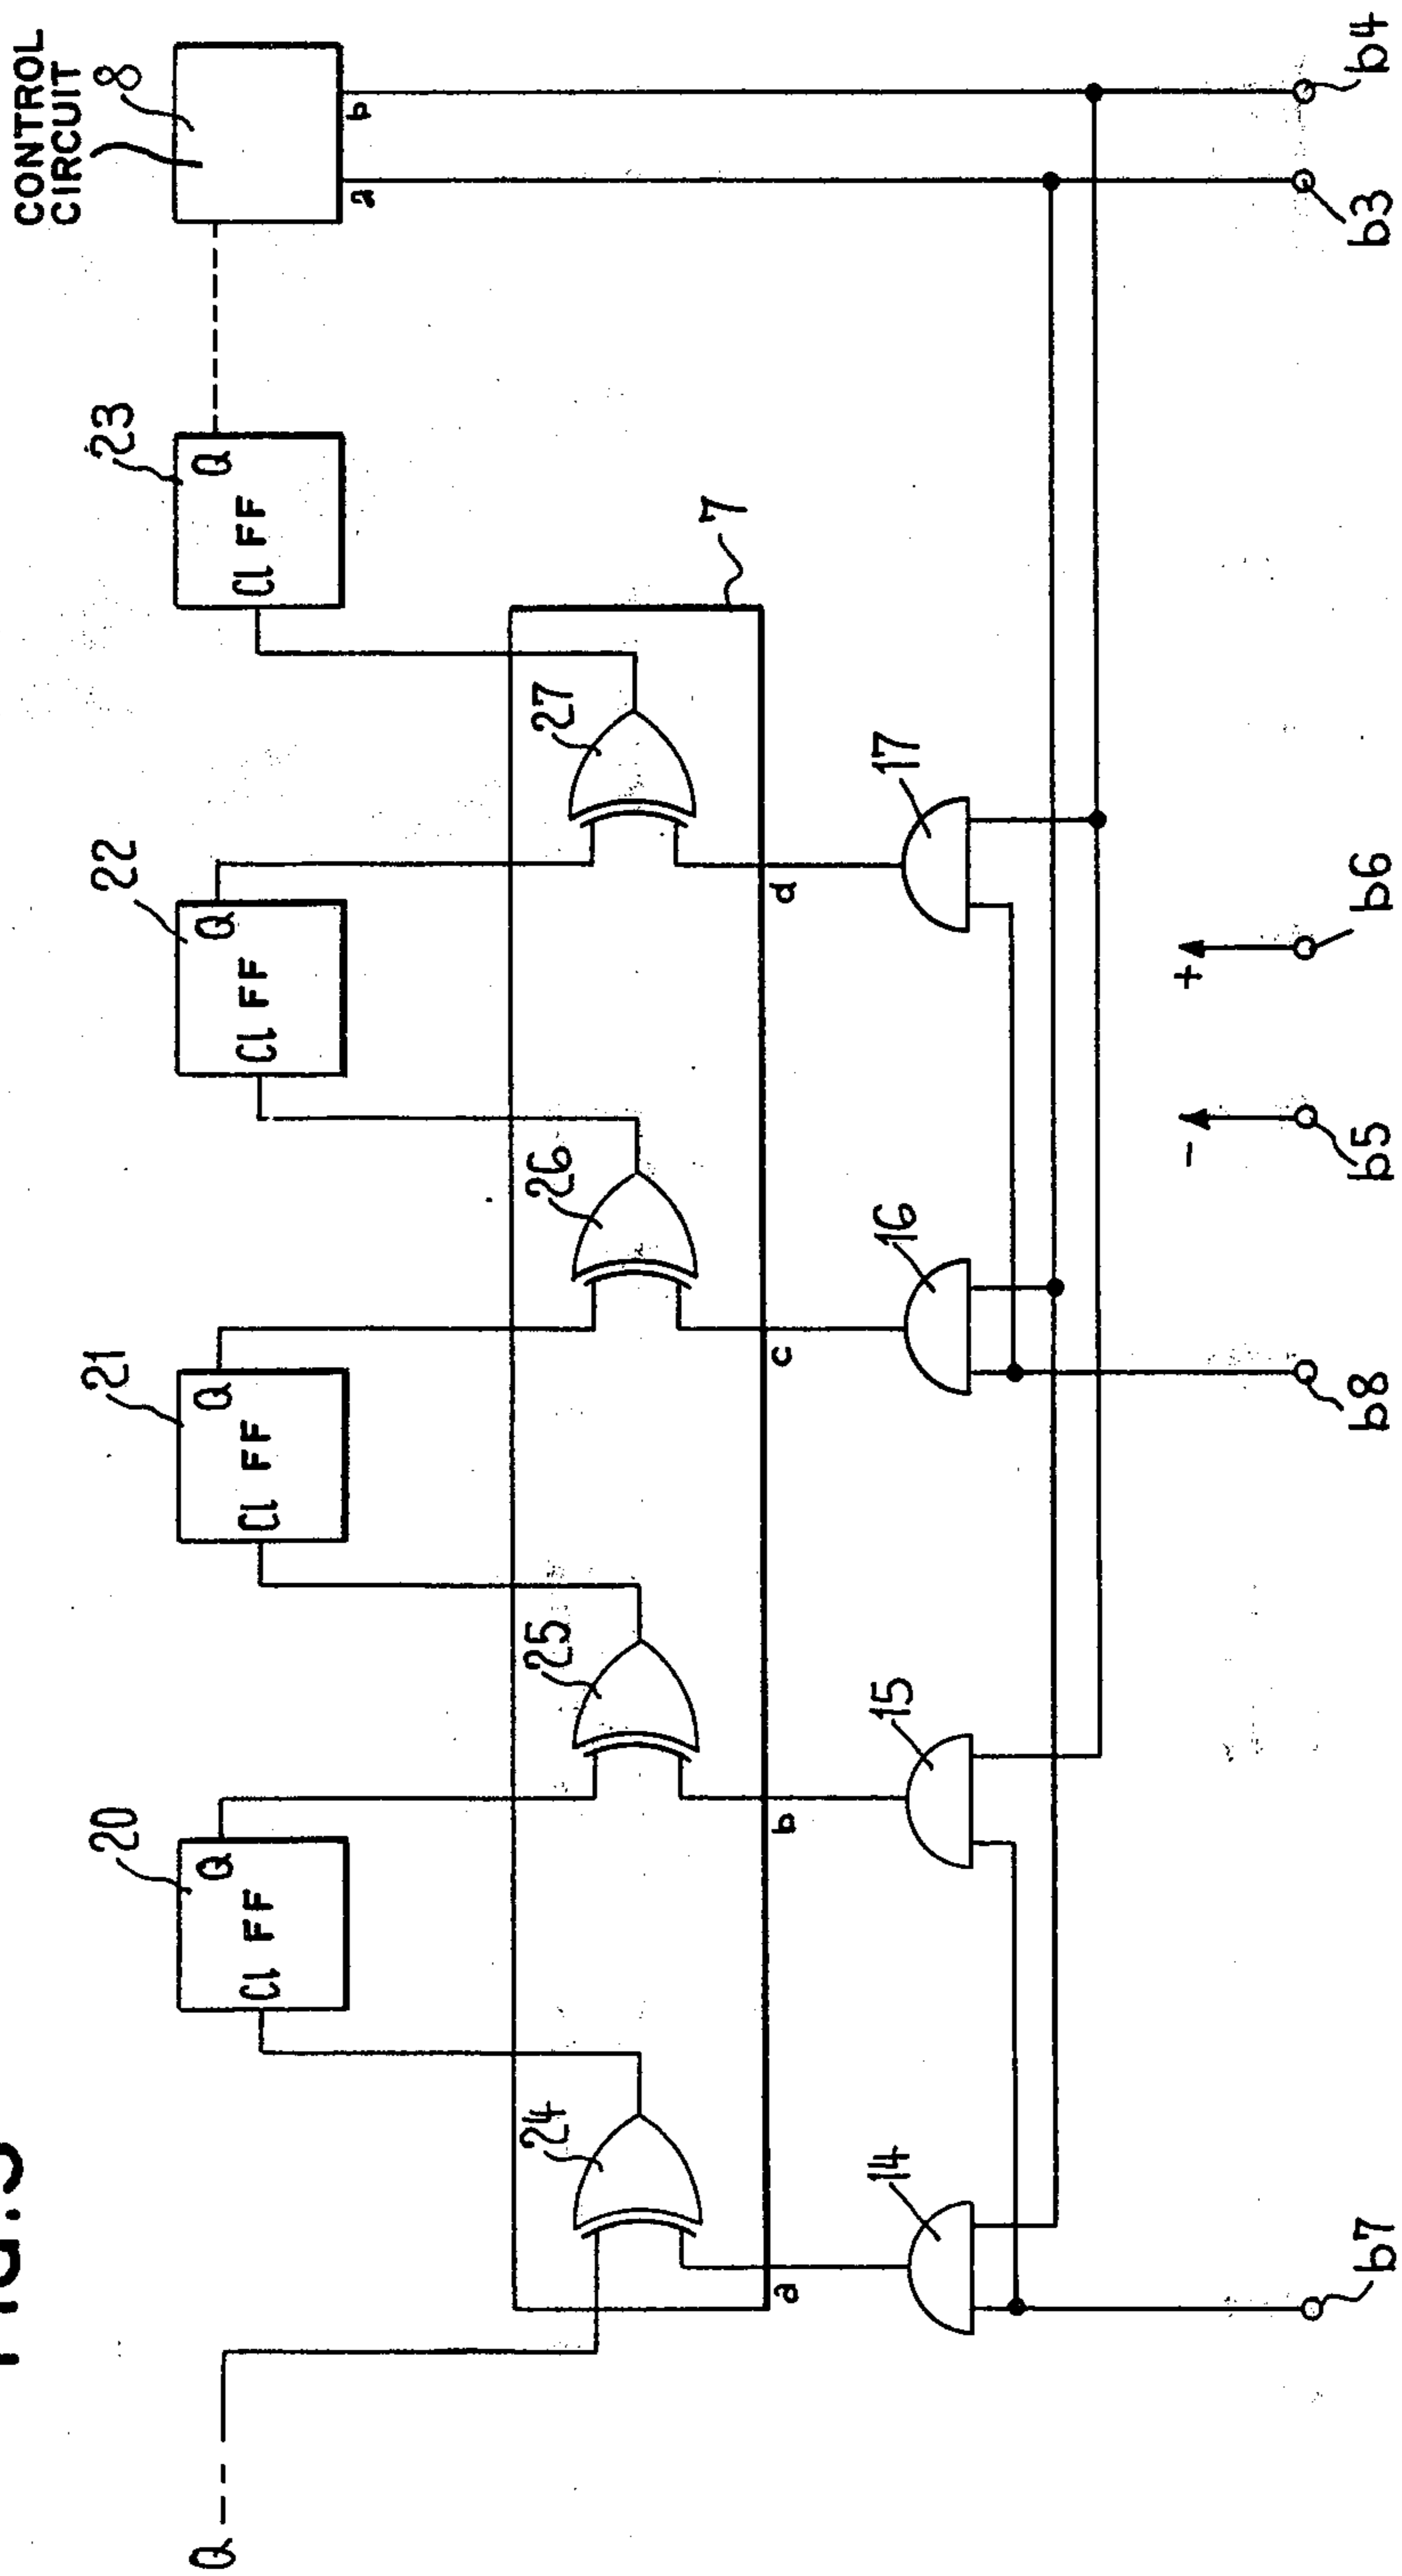 CONTROL
CIRCUIT
8
a
b
23
Cl FF
Q
22
Cl FF
Q
21
Cl FF
Q
20
Cl FF
Q
Q
7
24
25
26
27
a
b
c
d
14
15
16
17
-
+
b7
b8
b5
b6
b3
b4